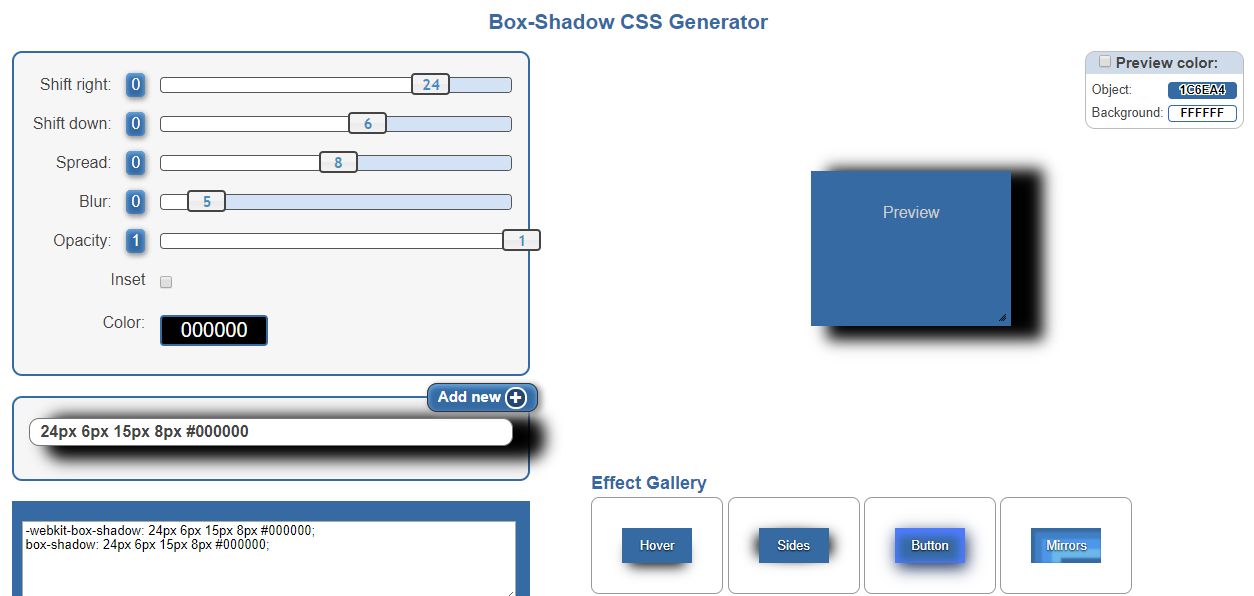 Box-Shadow CSS Generator
Shift right: 0 24
Shift down: 0 6
Spread: 0 8
Blur: 0 5
Opacity: 1 1
Inset
Color: 000000
Add new
24px 6px 15px 8px #000000
-webkit-box-shadow: 24px 6px 15px 8px #000000;
box-shadow: 24px 6px 15px 8px #000000;
Preview color:
Object: 1C6EA4
Background: FFFFFF
Preview
Effect Gallery
Hover
Sides
Button
Mirrors